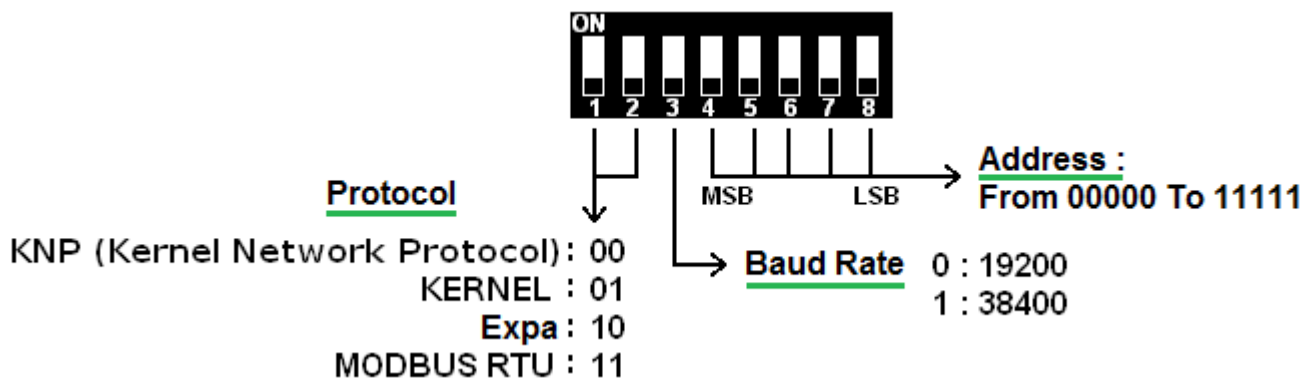 ON
1 2 3 4 5 6 7 8
MSB LSB
Address :
From 00000 To 11111
Protocol
KNP (Kernel Network Protocol) : 00
KERNEL : 01
Expa : 10
MODBUS RTU : 11
Baud Rate 0 : 19200
1 : 38400